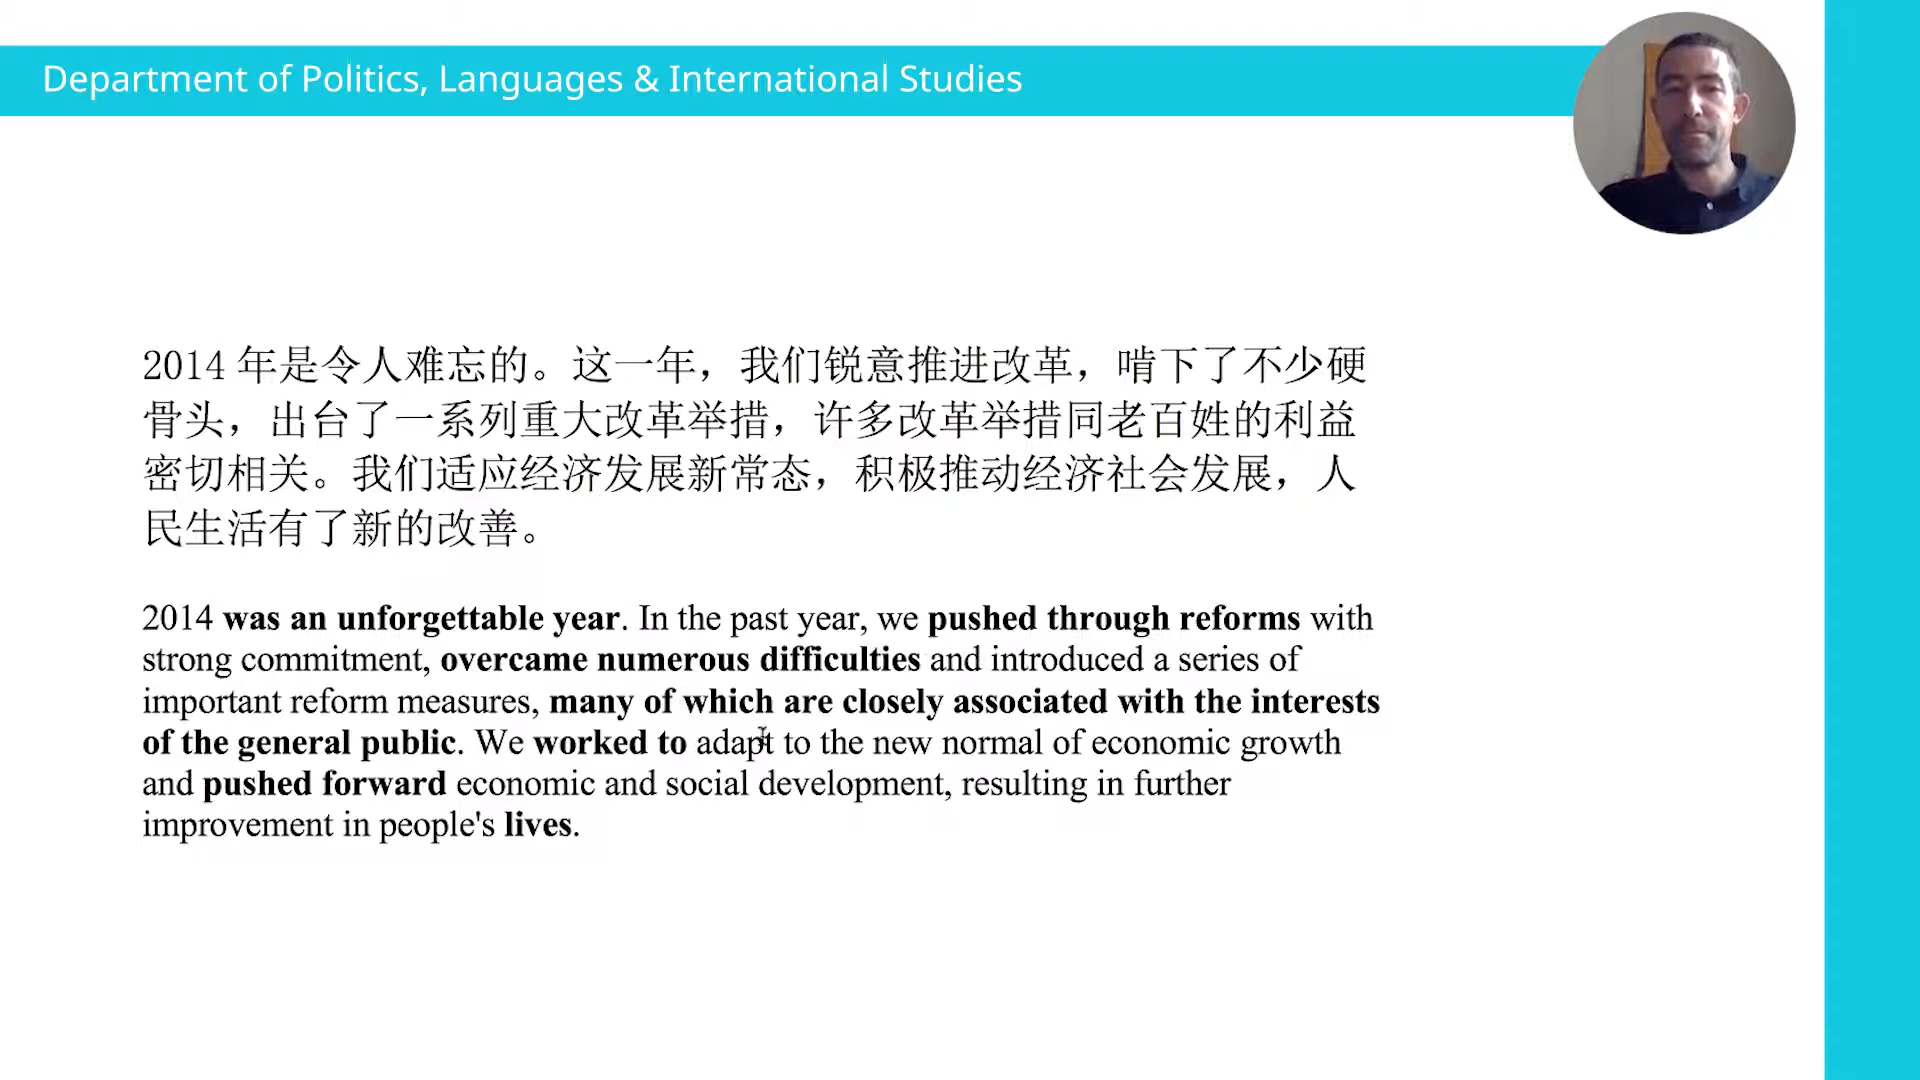 Department of Politics, Languages & International Studies
2014 年是令人难忘的。这一年，我们锐意推进改革，啃下了不少硬
骨头，出台了一系列重大改革举措，许多改革举措同老百姓的利益
密切相关。我们适应经济发展新常态，积极推动经济社会发展，人
民生活有了新的改善。
2014 was an unforgettable year. In the past year, we pushed through reforms with
strong commitment, overcame numerous difficulties and introduced a series of
important reform measures, many of which are closely associated with the interests
of the general public. We worked to adapt to the new normal of economic growth
and pushed forward economic and social development, resulting in further
improvement in people's lives.